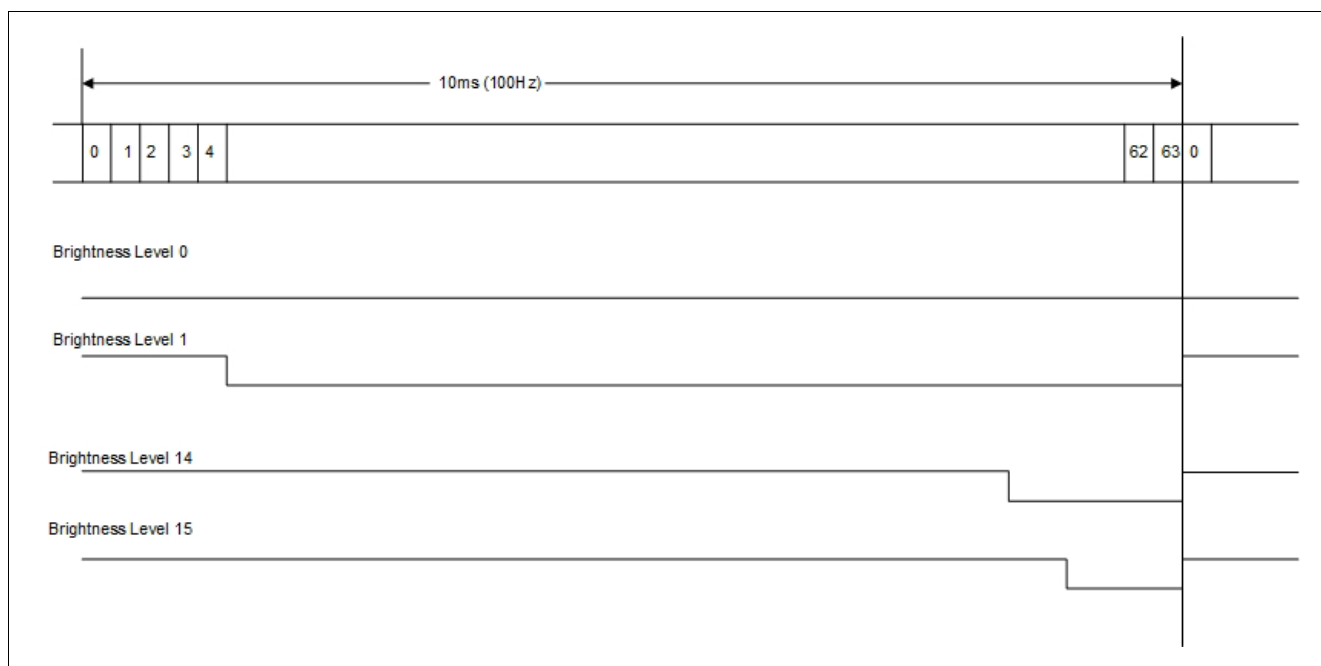 10ms (100Hz)
0 1 2 3 4 62 63 0
Brightness Level 0
Brightness Level 1
Brightness Level 14
Brightness Level 15